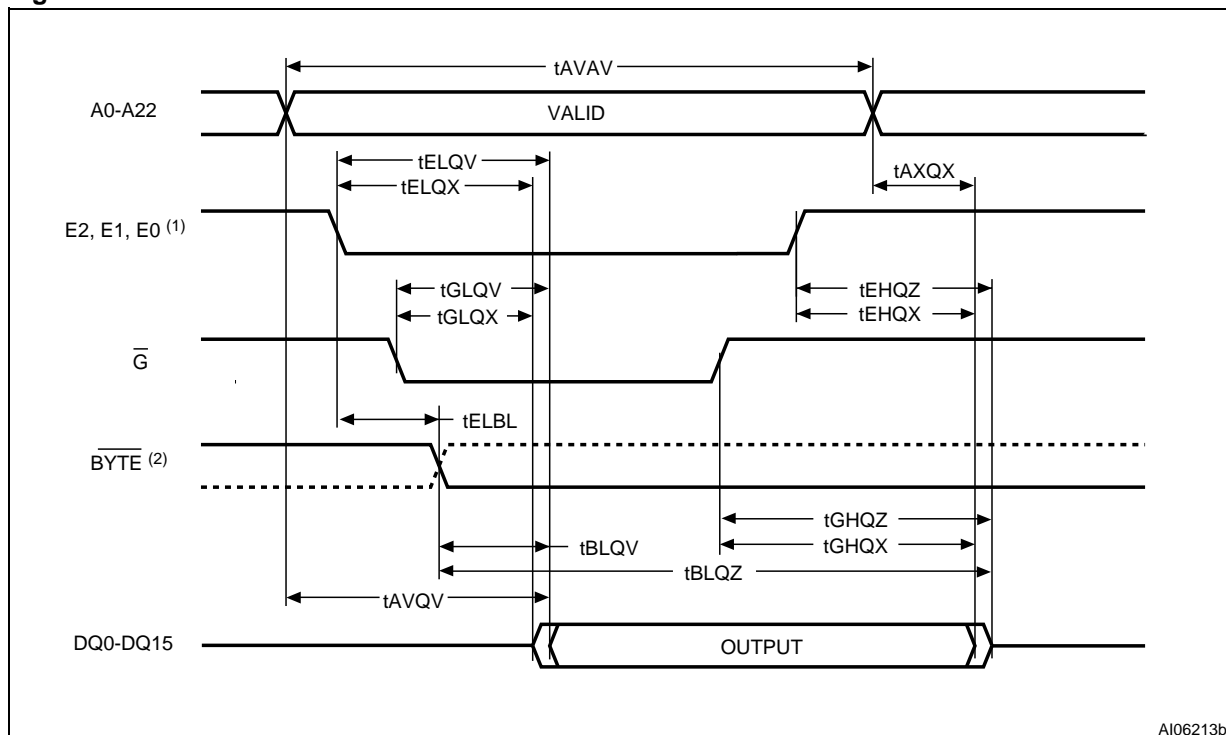 tAVAV
A0-A22
VALID
tELQV
tAXQX
tELQX
E2, E1, E0 (1)
tGLQV
tEHQZ
tGLQX
tEHQX
G
tELBL
BYTE (2)
tGHQZ
tBLQV
tGHQX
tBLQZ
tAVQV
DQ0-DQ15
OUTPUT
AI06213b